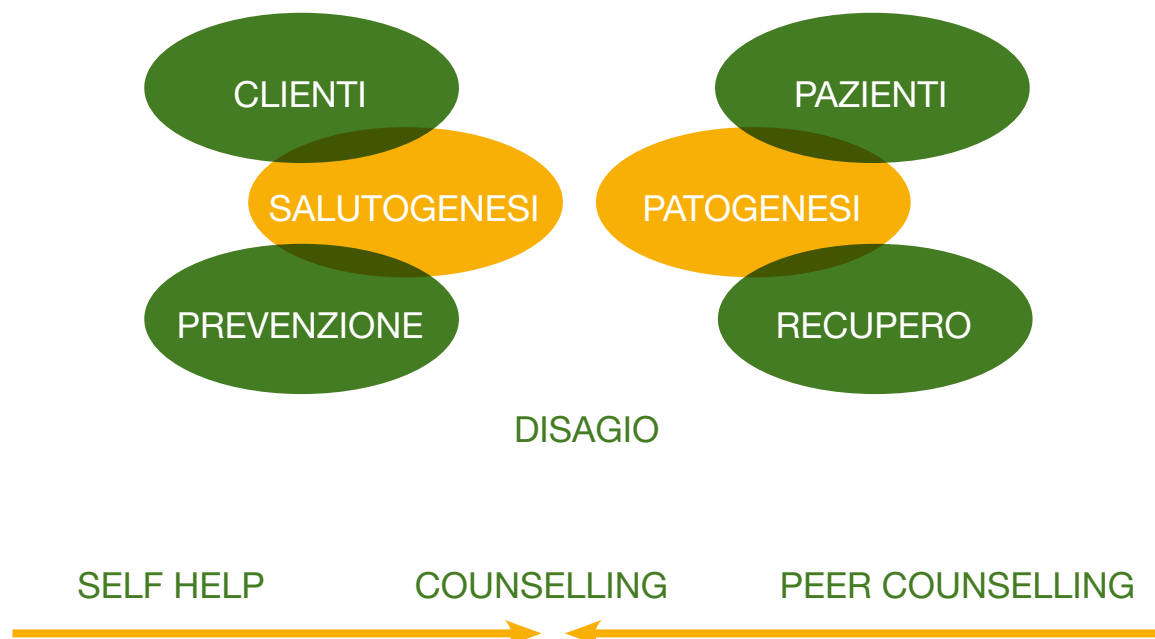 CLIENTI
PAZIENTI
SALUTOGENESI
PATOGENESI
PREVENZIONE
RECUPERO
DISAGIO
SELF HELP
COUNSELLING
PEER COUNSELLING